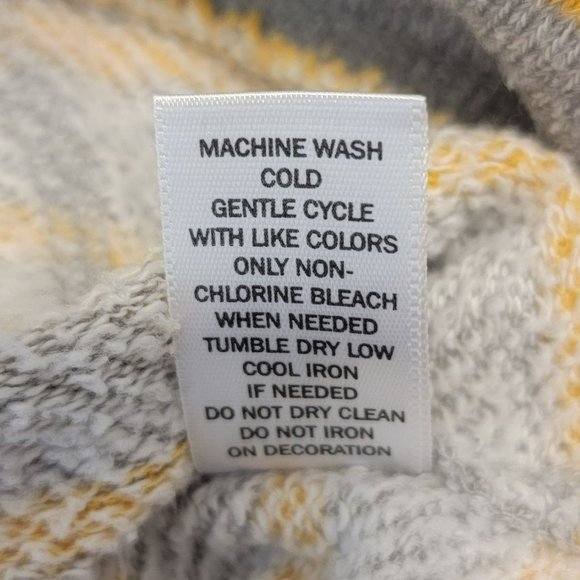 MACHINE WASH
COLD
GENTLE CYCLE
WITH LIKE COLORS
ONLY NON-
CHLORINE BLEACH
WHEN NEEDED
TUMBLE DRY LOW
COOL IRON
IF NEEDED
DO NOT DRY CLEAN
DO NOT IRON
ON DECORATION